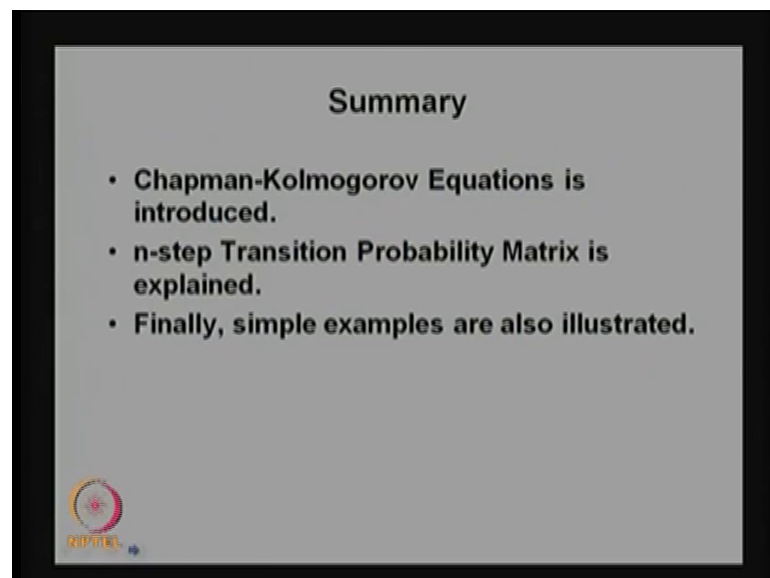 Summary
• Chapman-Kolmogorov Equations is
introduced.
• n-step Transition Probability Matrix is
explained.
• Finally, simple examples are also illustrated.
NPTEL